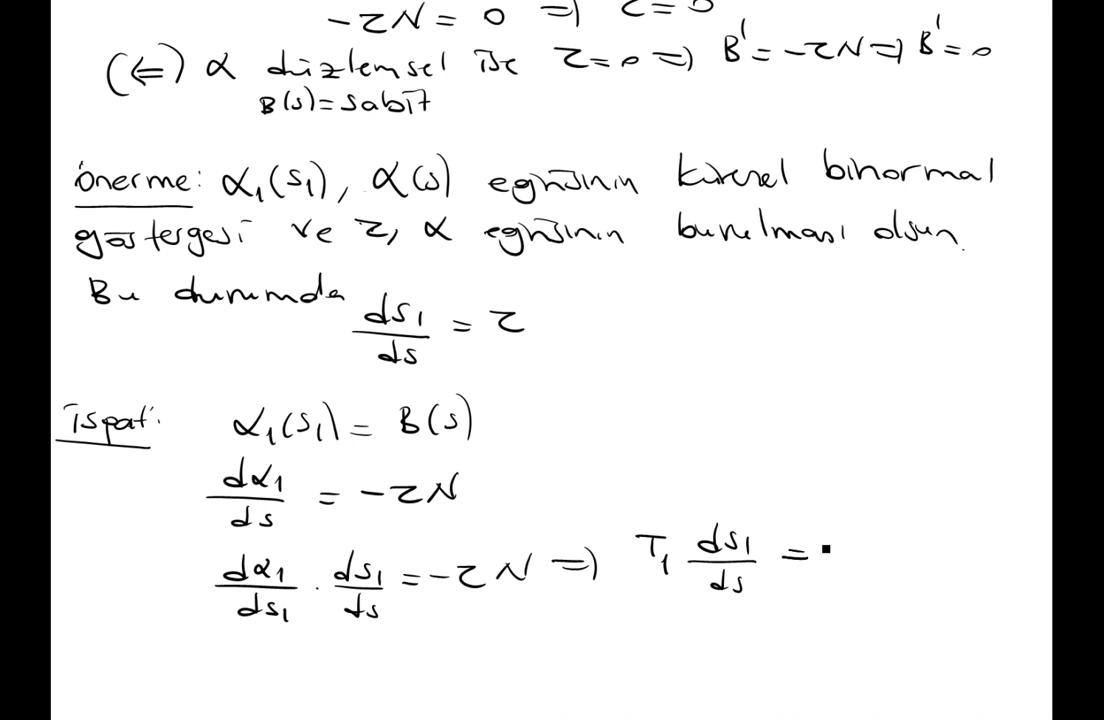 -τN = 0 ⇒ τ = 0
(⇐) α düzlemsel ise τ = 0 ⇒ B' = -τN ⇒ B' = 0
B(s) = sabit
önerme: α₁(s₁), α(s) eğrisinin küresel binormal
göstergesi ve τ, α eğrisinin burulması olsun.
Bu durumda
ds₁/ds = τ
ispat: α₁(s₁) = B(s)
dα₁/ds = -τN
dα₁/ds₁ . ds₁/ds = -τN ⇒ T₁ ds₁/ds =